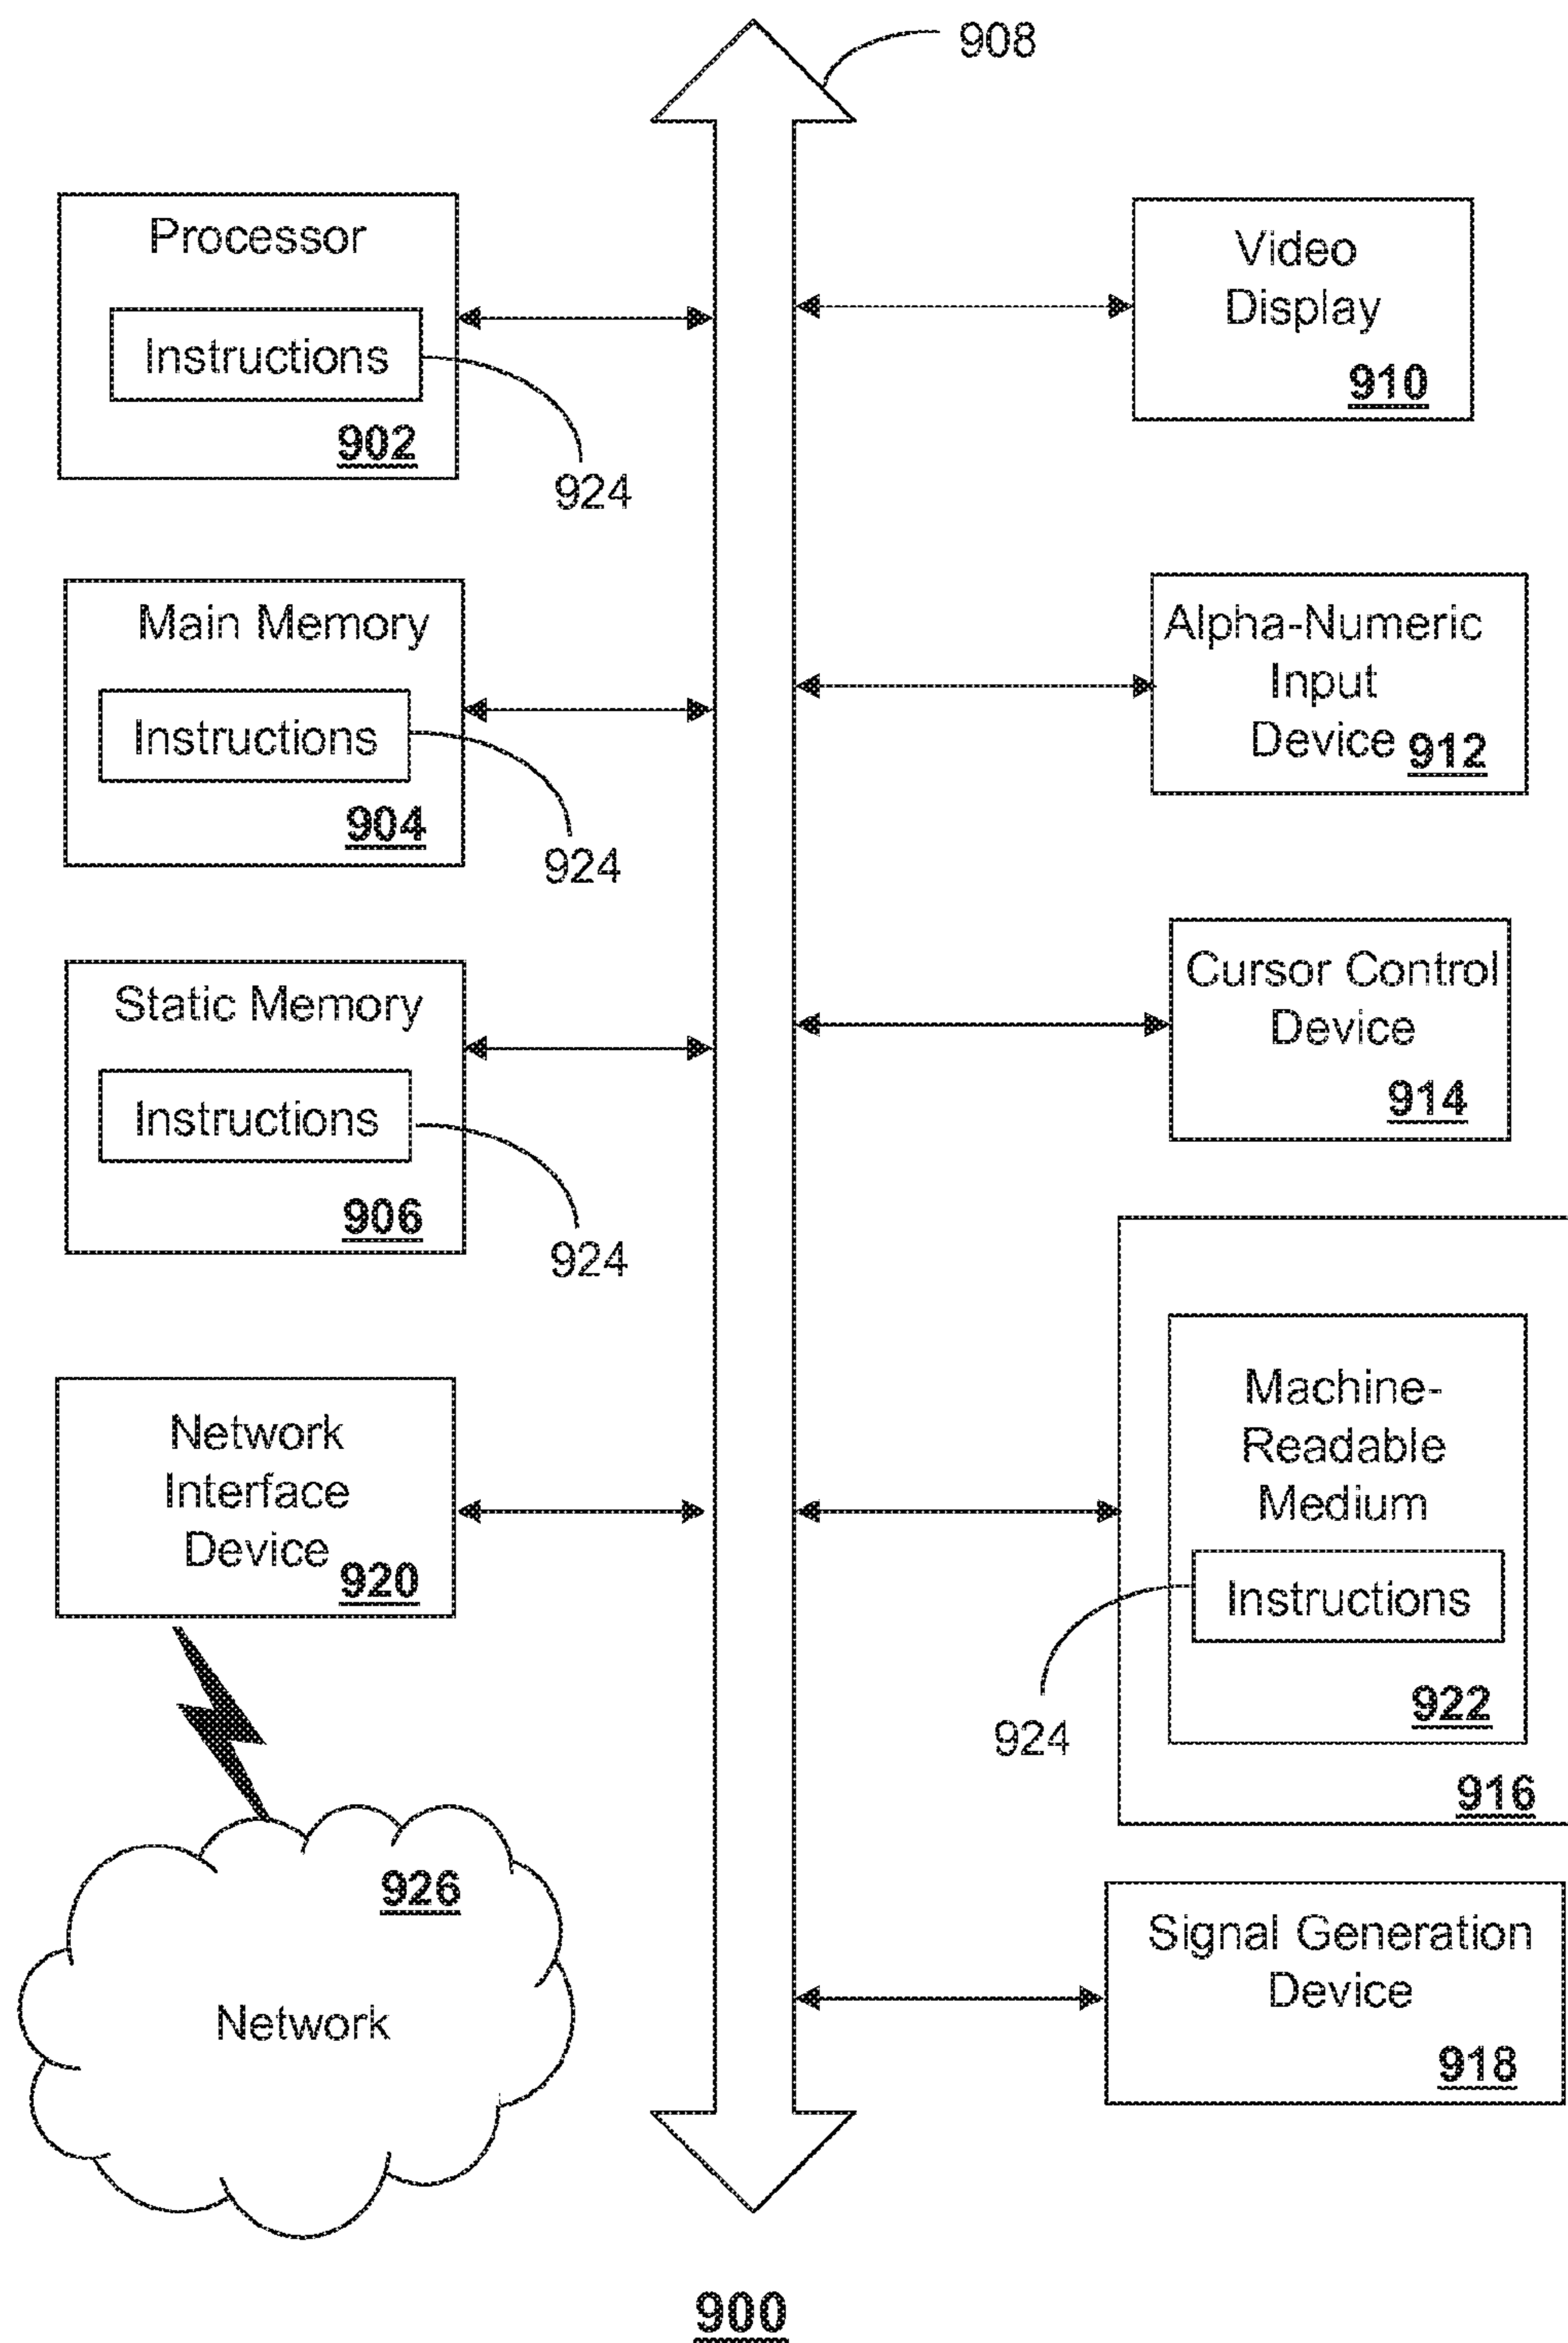 908
Processor
Instructions
902
924
Video
Display
910
Main Memory
Instructions
904
924
Alpha-Numeric
Input
Device 912
Static Memory
Instructions
906
924
Cursor Control
Device
914
Network
Interface
Device
920
Machine-
Readable
Medium
Instructions
922
924
916
926
Network
Signal Generation
Device
918
900